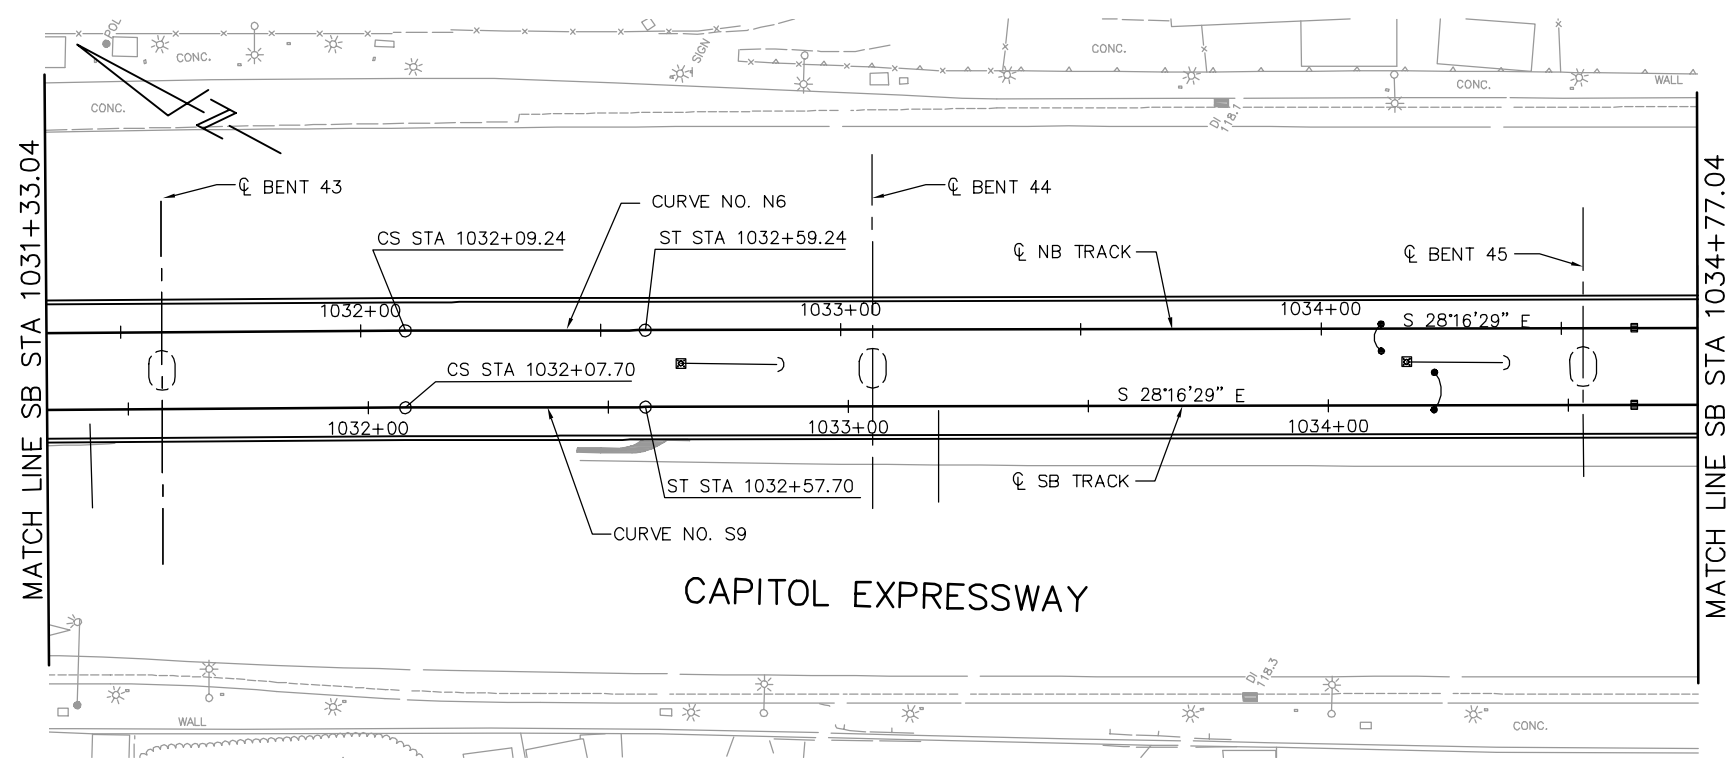 POL
CONC.
SIGN
CONC.
CONC.
WALL
CONC.
DI
118.7
MATCH LINE SB STA 1031+33.04
℄ BENT 43
CURVE NO. N6
℄ BENT 44
CS STA 1032+09.24
ST STA 1032+59.24
℄ NB TRACK
℄ BENT 45
1032+00
1033+00
1034+00
S 28°16'29" E
CS STA 1032+07.70
S 28°16'29" E
1032+00
1033+00
1034+00
ST STA 1032+57.70
℄ SB TRACK
CURVE NO. S9
CAPITOL EXPRESSWAY
MATCH LINE SB STA 1034+77.04
DI
118.3
WALL
CONC.